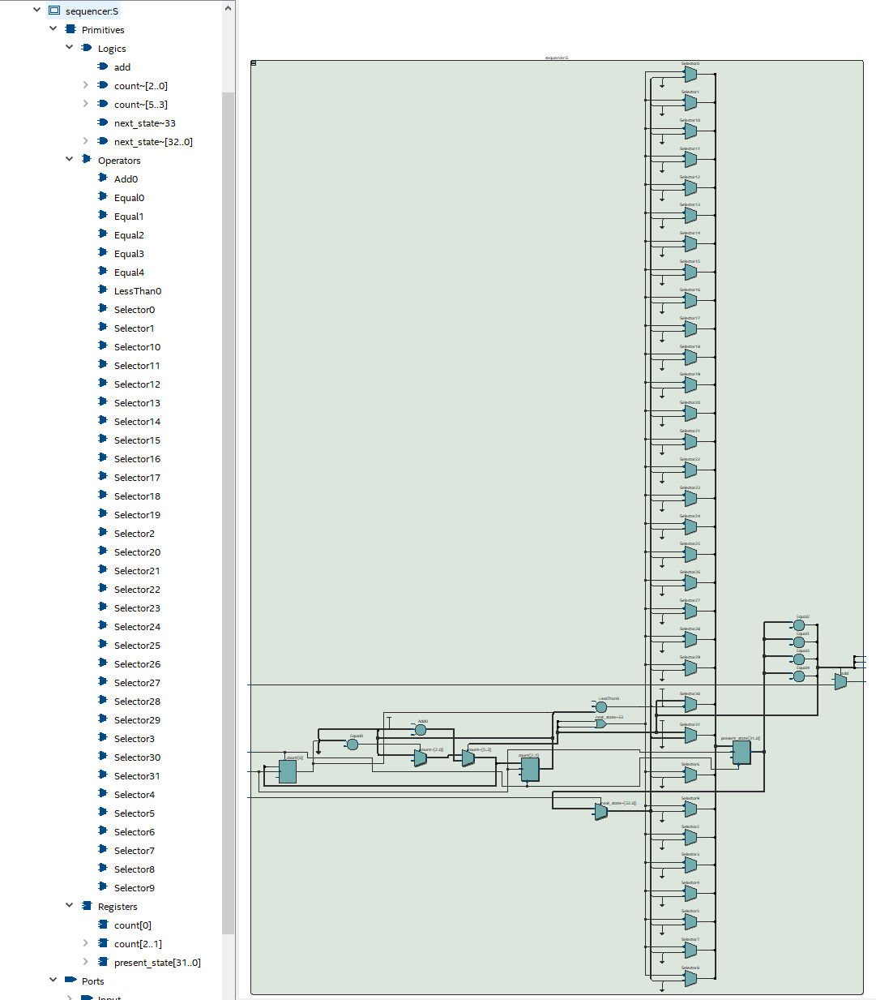 sequencer:S
Primitives
Logics
add
count~[2..0]
count~[5..3]
next_state~33
next_state~[32..0]
Operators
Add0
Equal0
Equal1
Equal2
Equal3
Equal4
LessThan0
Selector0
Selector1
Selector10
Selector11
Selector12
Selector13
Selector14
Selector15
Selector16
Selector17
Selector18
Selector19
Selector2
Selector20
Selector21
Selector22
Selector23
Selector24
Selector25
Selector26
Selector27
Selector28
Selector29
Selector3
Selector30
Selector31
Selector4
Selector5
Selector6
Selector7
Selector8
Selector9
Registers
count[0]
count[2..1]
present_state[31..0]
Ports
Input
sequencer:S
Selector0
Selector1
Selector10
Selector11
Selector12
Selector13
Selector14
Selector15
Selector16
Selector17
Selector18
Selector19
Selector20
Selector21
Selector22
Selector23
Selector24
Selector25
Selector26
Selector27
Selector28
Selector29
Equal2
Equal1
Equal3
Equal4
add
Selector30
LessThan0
next_state~33
Selector31
Add0
Equal0
count~[2..0]
count~[5..3]
count[0]
count[2..1]
present_state[31..0]
Selector6
next_state~[32..0]
Selector9
Selector2
Selector3
Selector4
Selector5
Selector7
Selector8